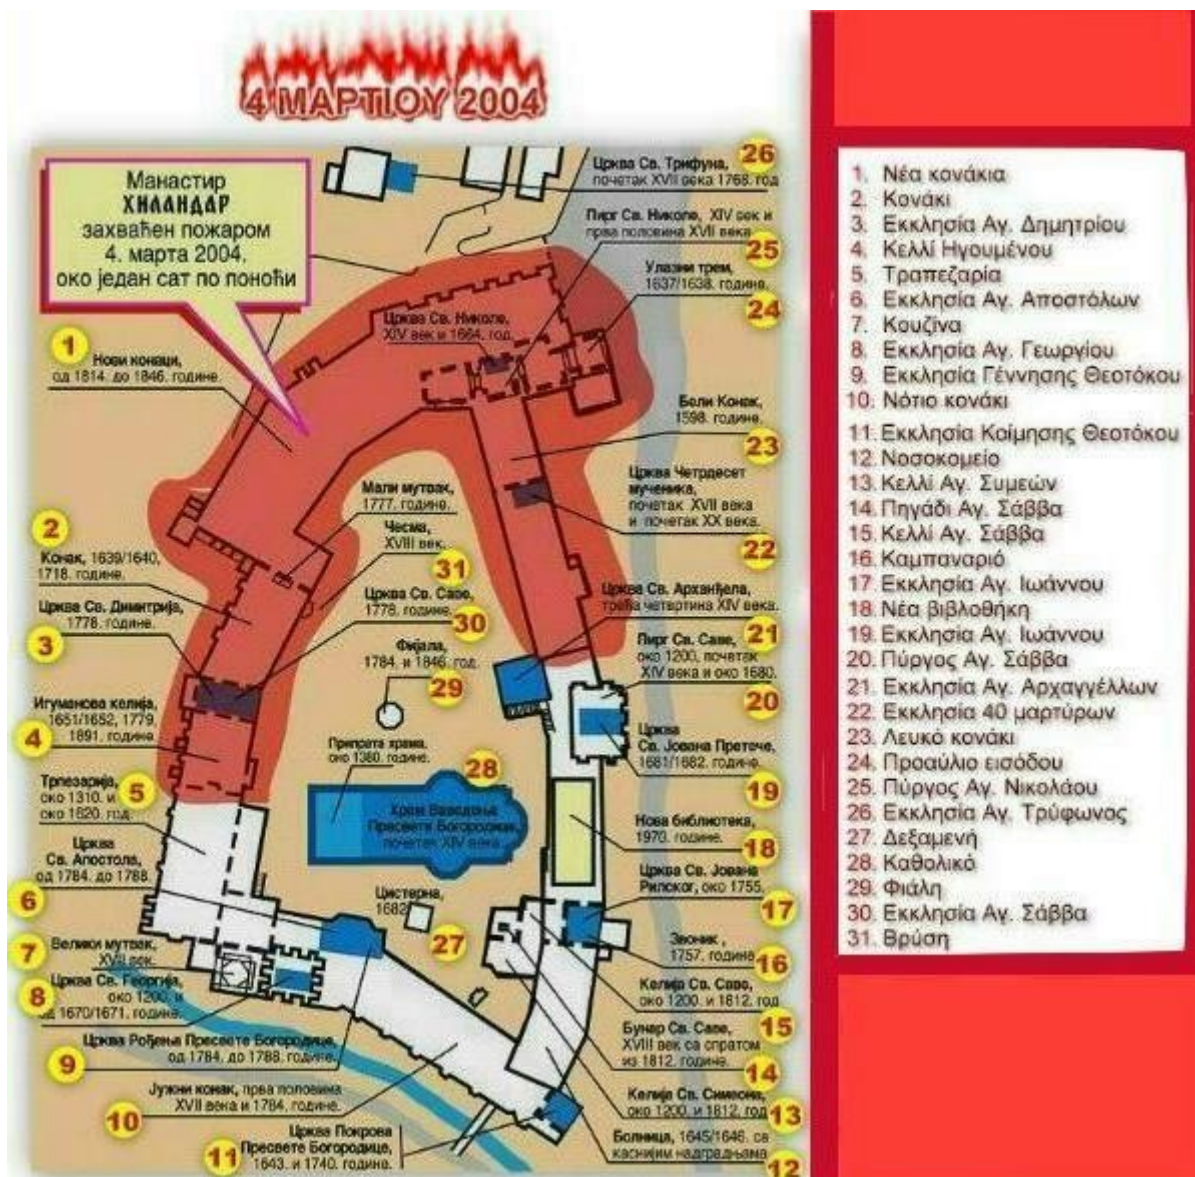 4 ΜΑΡΤΙΟΥ 2004
Манастир
ХИЛАНДАР
захваћен пожаром
4. марта 2004.
око један сат по поноћи
26
Црква Св. Трифуна,
почетак XVII века 1768. год
Пирг Св. Николе, XIV век и
прва половина XVII века
25
Улазни трем,
1637/1638. године.
24
Црква Св. Николе,
XIV век и 1664. год.
1
Нови конаци,
од 1814. до 1846. године.
Бели Конак,
1598. године.
23
Црква Четрдесет
мученика,
почетак XVII века
и почетак XX века.
22
Мали мутвак,
1777. године.
Чесма,
XVIII век.
31
2
Конак, 1639/1640,
1718. године.
Црква Св. Димитрија,
1778. године.
3
Црква Св. Саве,
1778. године.
30
Црква Св. Арханђела,
трећа четвртина XIV века.
21
Фијала,
1784. и 1846. год.
29
Пирг Св. Саве,
око 1200. почетак
XIV века и око 1680.
20
Игуманова келија,
1651/1652, 1779.
1891. године
4
Црква
Св. Јована Претече,
1681/1682. године.
19
Припрата храма,
око 1380. године.
28
Храм Ваведења
Пресвете Богородице,
почетак XIV века
Трпезарија,
око 1310. и
око 1620. год.
5
Нова библиотека,
1970. године.
18
Црква
Св. Апостола,
од 1784. до 1788.
6
Црква Св. Јована
Рилског, око 1755.
17
Цистерна,
1682
27
Велики мутвак,
XVII век.
7
Звоник,
1757. година
16
Црква Св. Георгија,
око 1200. и
од 1670/1671. године.
8
Келија Св. Саве,
око 1200. и 1812. год
15
Бунар Св. Саве,
XVIII век са спратом
из 1812. године.
14
Црква Рођења Пресвете Богородице,
од 1784. до 1788. године.
9
Јужни конак, прва половина
XVII века и 1784. године.
10
Келија Св. Симеона,
око 1200. и 1812. год
13
Црква Покрова
Пресвете Богородице,
1643. и 1740. године.
11
Болница, 1645/1646. са
каснијим надградњама
12
1. Νέα κονάκια
2. Κονάκι
3. Εκκλησία Αγ. Δημητρίου
4. Κελλί Ηγουμένου
5. Τραπεζαρία
6. Εκκλησία Αγ. Αποστόλων
7. Κουζίνα
8. Εκκλησία Αγ. Γεωργίου
9. Εκκλησία Γέννησης Θεοτόκου
10. Νότιο κονάκι
11. Εκκλησία Κοίμησης Θεοτόκου
12. Νοσοκομείο
13. Κελλί Αγ. Συμεών
14. Πηγάδι Αγ. Σάββα
15. Κελλί Αγ. Σάββα
16. Καμπαναριό
17. Εκκλησία Αγ. Ιωάννου
18. Νέα βιβλοθήκη
19. Εκκλησία Αγ. Ιωάννου
20. Πύργος Αγ. Σάββα
21. Εκκλησία Αγ. Αρχαγγέλλων
22. Εκκλησία 40 μαρτύρων
23. Λευκό κονάκι
24. Προαύλιο εισόδου
25. Πύργος Αγ. Νικολάου
26. Εκκλησία Αγ. Τρύφωνος
27. Δεξαμενή
28. Καθολικό
29. Φιάλη
30. Εκκλησία Αγ. Σάββα
31. Βρύση